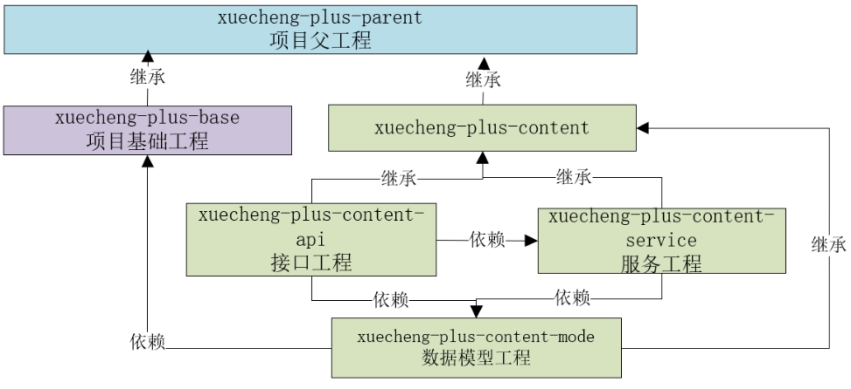 xuecheng-plus-parent
项目父工程
继承
继承
xuecheng-plus-base
项目基础工程
xuecheng-plus-content
继承
继承
xuecheng-plus-content-
api
接口工程
依赖
xuecheng-plus-content-
service
服务工程
继承
依赖
依赖
xuecheng-plus-content-mode
数据模型工程
依赖